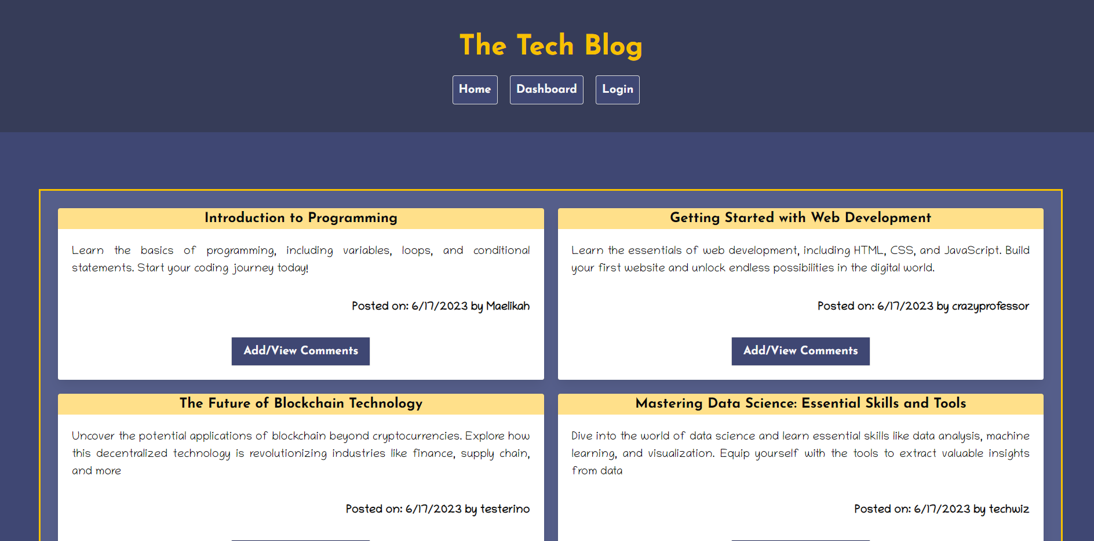 The Tech Blog
Home Dashboard Login
Introduction to Programming
Learn the basics of programming, including variables, loops, and conditional
statements. Start your coding journey today!
Posted on: 6/17/2023 by Maelikah
Add/View Comments
Getting Started with Web Development
Learn the essentials of web development, including HTML, CSS, and JavaScript. Build
your first website and unlock endless possibilities in the digital world.
Posted on: 6/17/2023 by crazyprofessor
Add/View Comments
The Future of Blockchain Technology
Uncover the potential applications of blockchain beyond cryptocurrencies. Explore how
this decentralized technology is revolutionizing industries like finance, supply chain,
and more
Posted on: 6/17/2023 by testerino
Mastering Data Science: Essential Skills and Tools
Dive into the world of data science and learn essential skills like data analysis, machine
learning, and visualization. Equip yourself with the tools to extract valuable insights
from data
Posted on: 6/17/2023 by techwiz